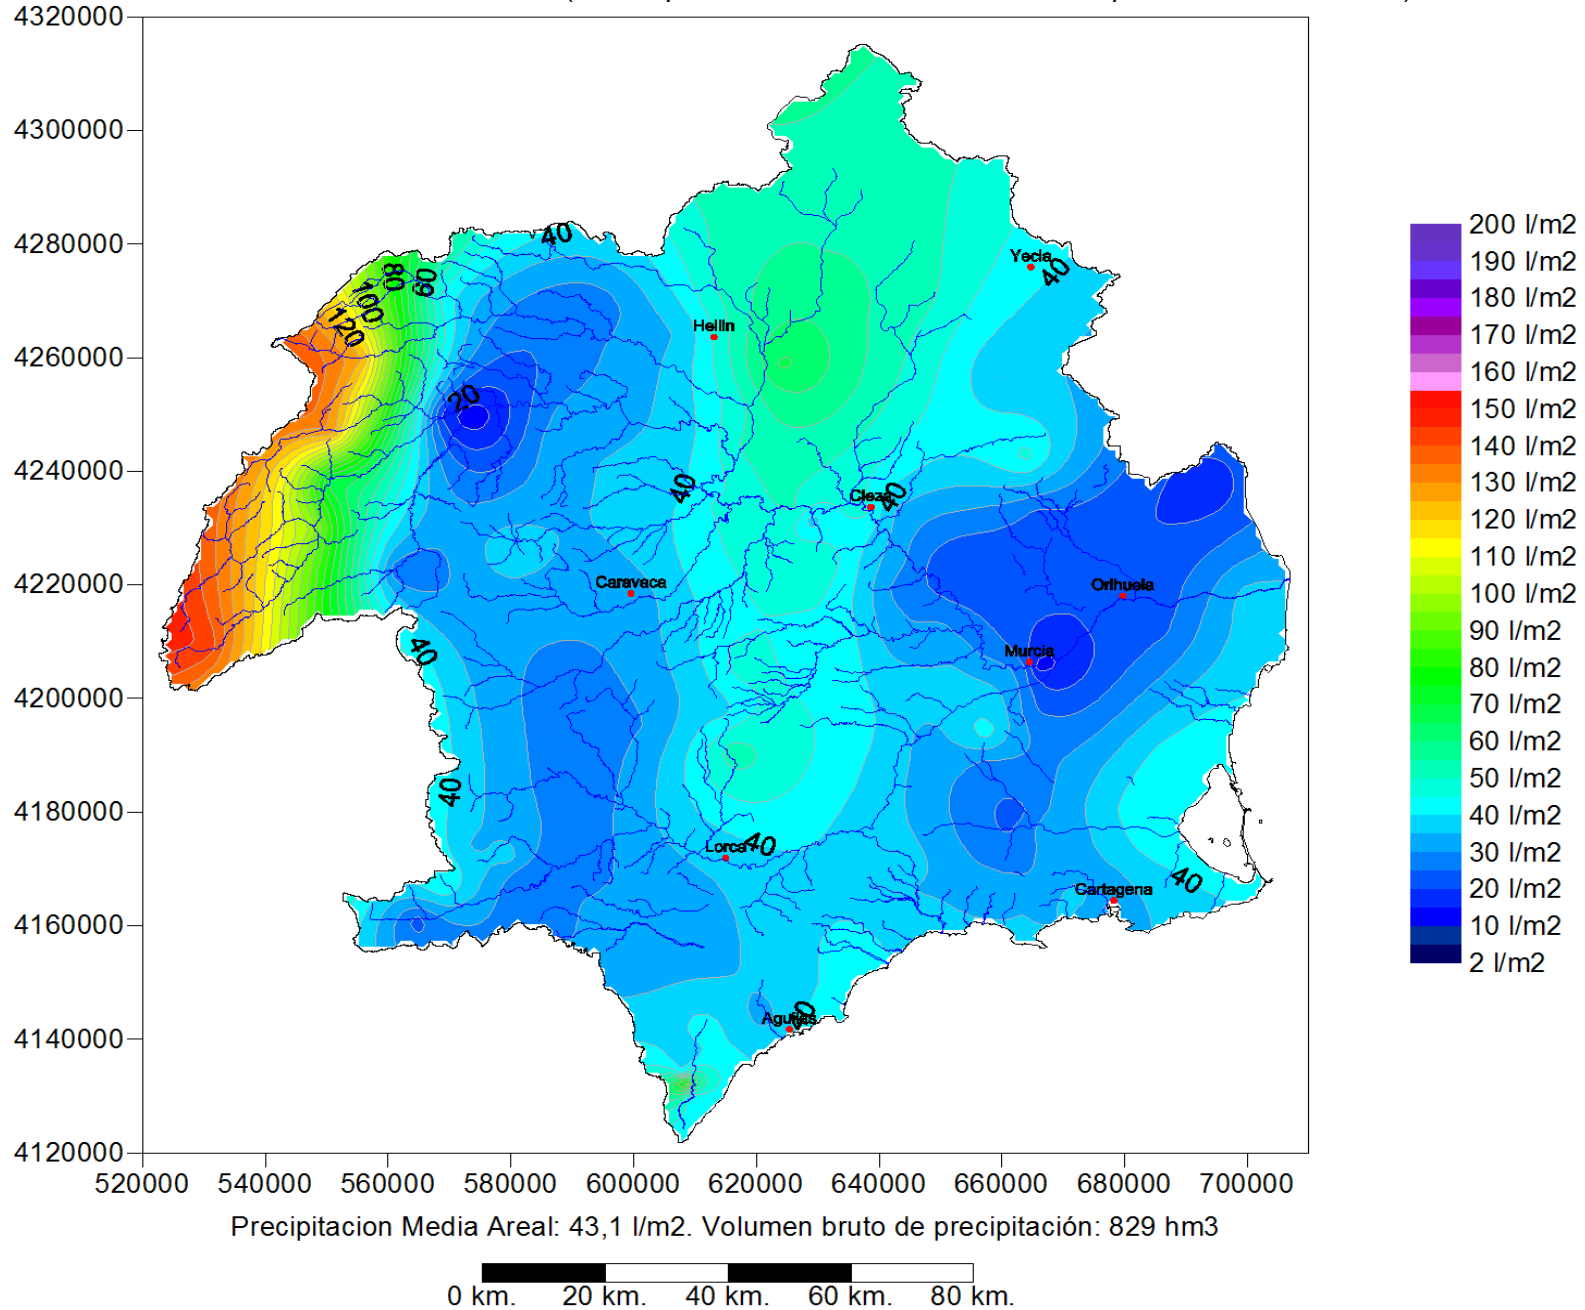 4320000
4300000
4280000
4260000
4240000
4220000
4200000
4180000
4160000
4140000
4120000
520000 540000 560000 580000 600000 620000 640000 660000 680000 700000
40
80
60
100
120
20
40
40
40
40
40
40
40
40
40
Yecla
Hellin
Cieza
Caravaca
Orihuela
Murcia
Lorca
Cartagena
Aguilas
200 l/m2
190 l/m2
180 l/m2
170 l/m2
160 l/m2
150 l/m2
140 l/m2
130 l/m2
120 l/m2
110 l/m2
100 l/m2
90 l/m2
80 l/m2
70 l/m2
60 l/m2
50 l/m2
40 l/m2
30 l/m2
20 l/m2
10 l/m2
2 l/m2
Precipitacion Media Areal: 43,1 l/m2. Volumen bruto de precipitación: 829 hm3
0 km. 20 km. 40 km. 60 km. 80 km.